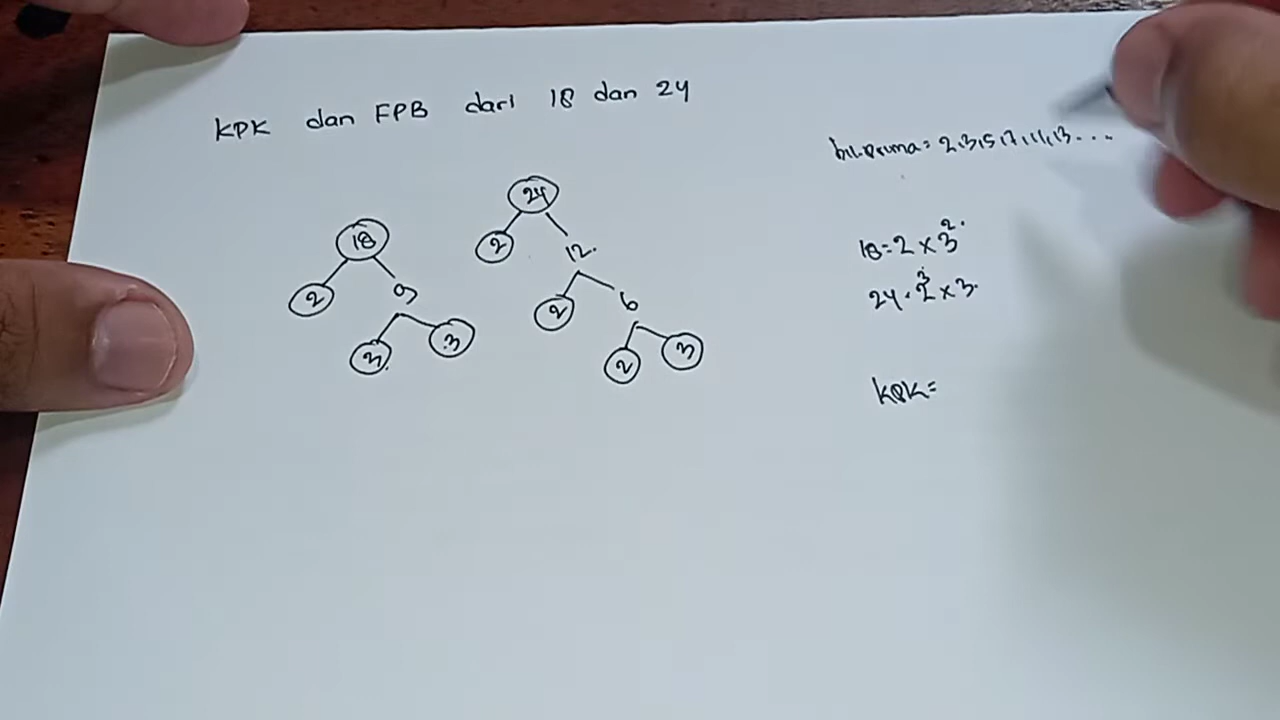 KPK dan FPB dari 18 dan 24
bil.prima = 2,3,5,7,11,13...
24
18
2
12.
2
9
2
6
3
3
2
3
18 = 2 x 3².
24 = 2³ x 3.
KPK =